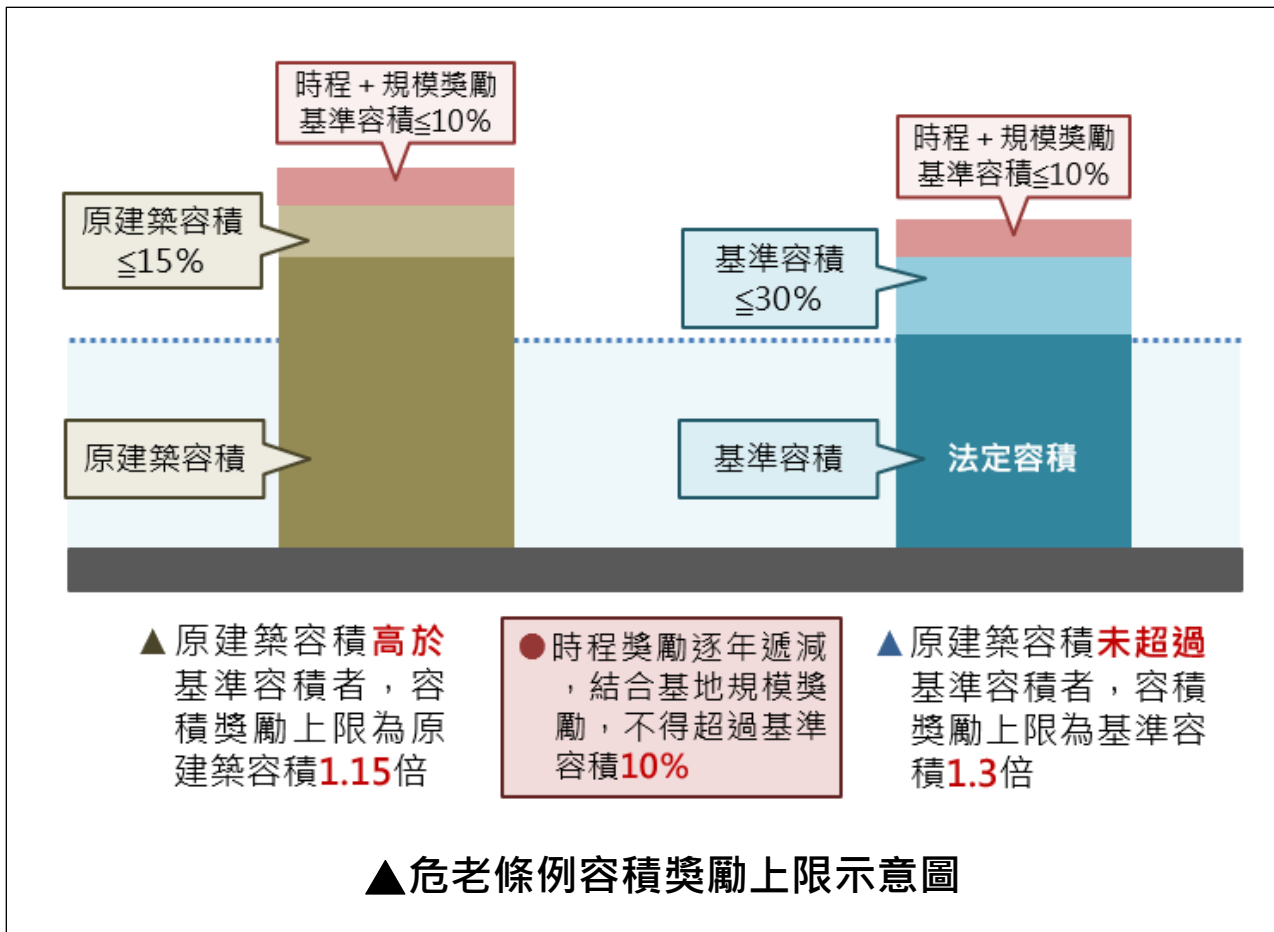 時程+規模獎勵
基準容積≦10%
原建築容積
≦15%
原建築容積
時程+規模獎勵
基準容積≦10%
基準容積
≦30%
基準容積
法定容積
▲原建築容積高於
基準容積者，容
積獎勵上限為原
建築容積1.15倍
●時程獎勵逐年遞減
，結合基地規模獎
勵，不得超過基準
容積10%
▲原建築容積未超過
基準容積者，容積
獎勵上限為基準容
積1.3倍
▲危老條例容積獎勵上限示意圖